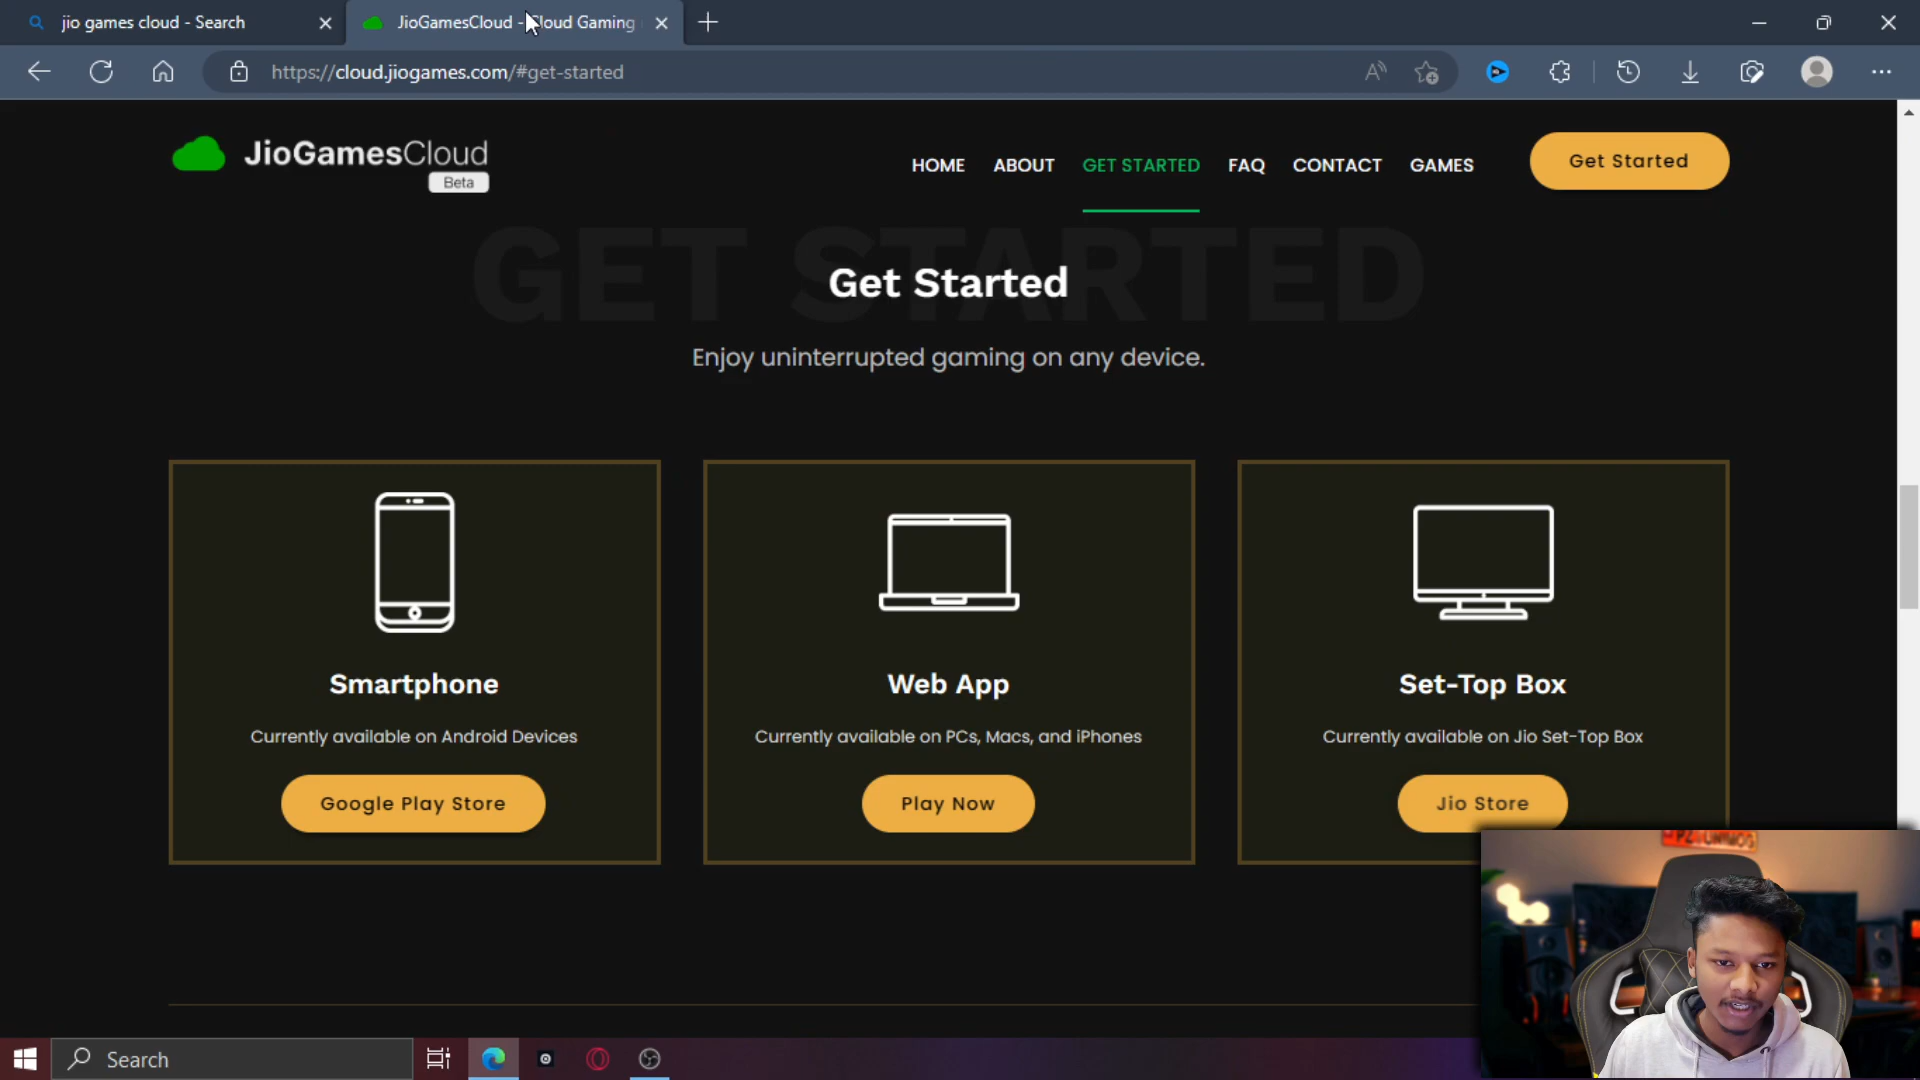 jio games cloud - Search
JioGamesCloud - Cloud Gaming
https://cloud.jiogames.com/#get-started
JioGamesCloud
Beta
HOME ABOUT GET STARTED FAQ CONTACT GAMES
Get Started
GET STARTED
Get Started
Enjoy uninterrupted gaming on any device.
Smartphone
Currently available on Android Devices
Google Play Store
Web App
Currently available on PCs, Macs, and iPhones
Play Now
Set-Top Box
Currently available on Jio Set-Top Box
Jio Store
Search